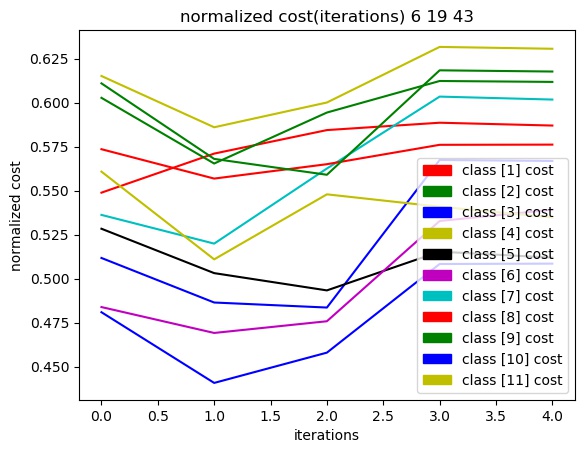 normalized cost(iterations) 6 19 43
normalized cost
0.625
0.600
0.575
0.550
0.525
0.500
0.475
0.450
class [1] cost
class [2] cost
class [3] cost
class [4] cost
class [5] cost
class [6] cost
class [7] cost
class [8] cost
class [9] cost
class [10] cost
class [11] cost
0.0 0.5 1.0 1.5 2.0 2.5 3.0 3.5 4.0
iterations